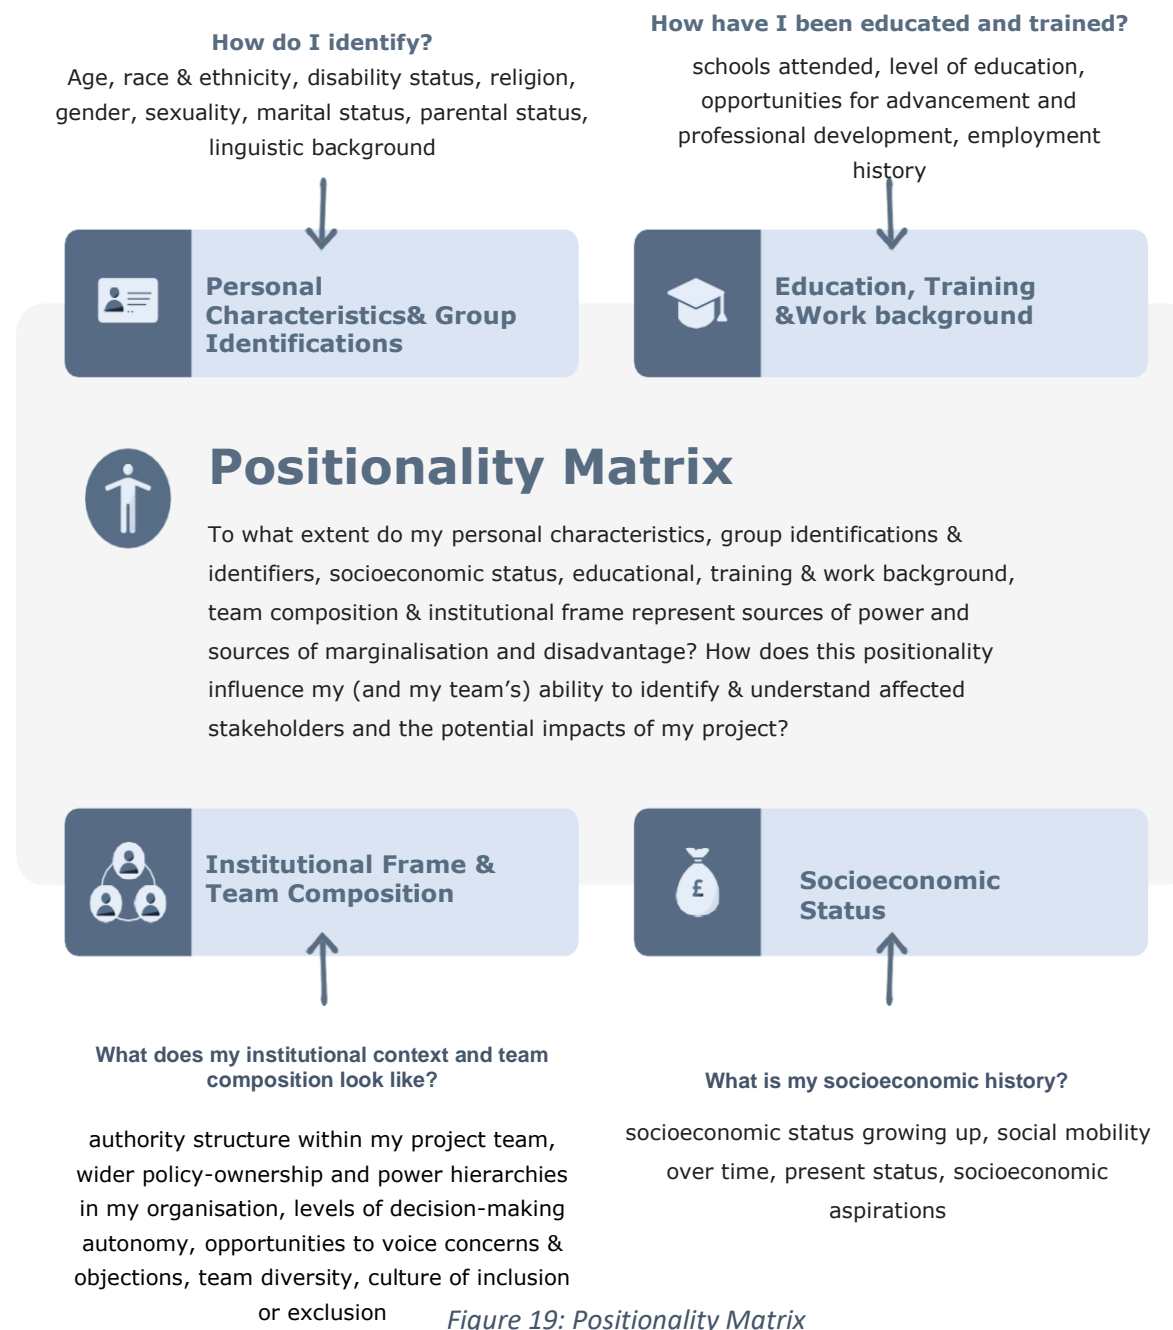 How do I identify?
Age, race & ethnicity, disability status, religion,
gender, sexuality, marital status, parental status,
linguistic background
How have I been educated and trained?
schools attended, level of education,
opportunities for advancement and
professional development, employment
history
Personal
Characteristics& Group
Identifications
Education, Training
&Work background
Positionality Matrix
To what extent do my personal characteristics, group identifications &
identifiers, socioeconomic status, educational, training & work background,
team composition & institutional frame represent sources of power and
sources of marginalisation and disadvantage? How does this positionality
influence my (and my team’s) ability to identify & understand affected
stakeholders and the potential impacts of my project?
Institutional Frame &
Team Composition
£
Socioeconomic
Status
What does my institutional context and team
composition look like?
authority structure within my project team,
wider policy-ownership and power hierarchies
in my organisation, levels of decision-making
autonomy, opportunities to voice concerns &
objections, team diversity, culture of inclusion
or exclusion
What is my socioeconomic history?
socioeconomic status growing up, social mobility
over time, present status, socioeconomic
aspirations
Figure 19: Positionality Matrix